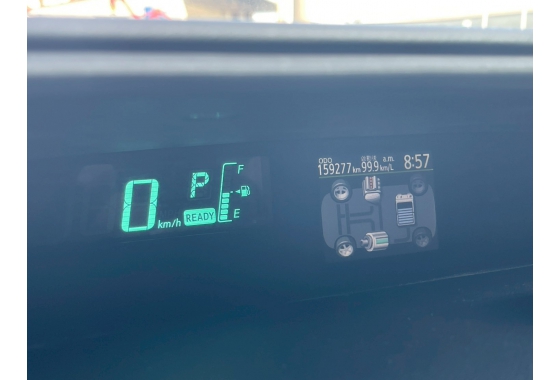 P
F
0 km/h
READY
E
ODO
159277 km
a.m.
99.9 km/L
8:57